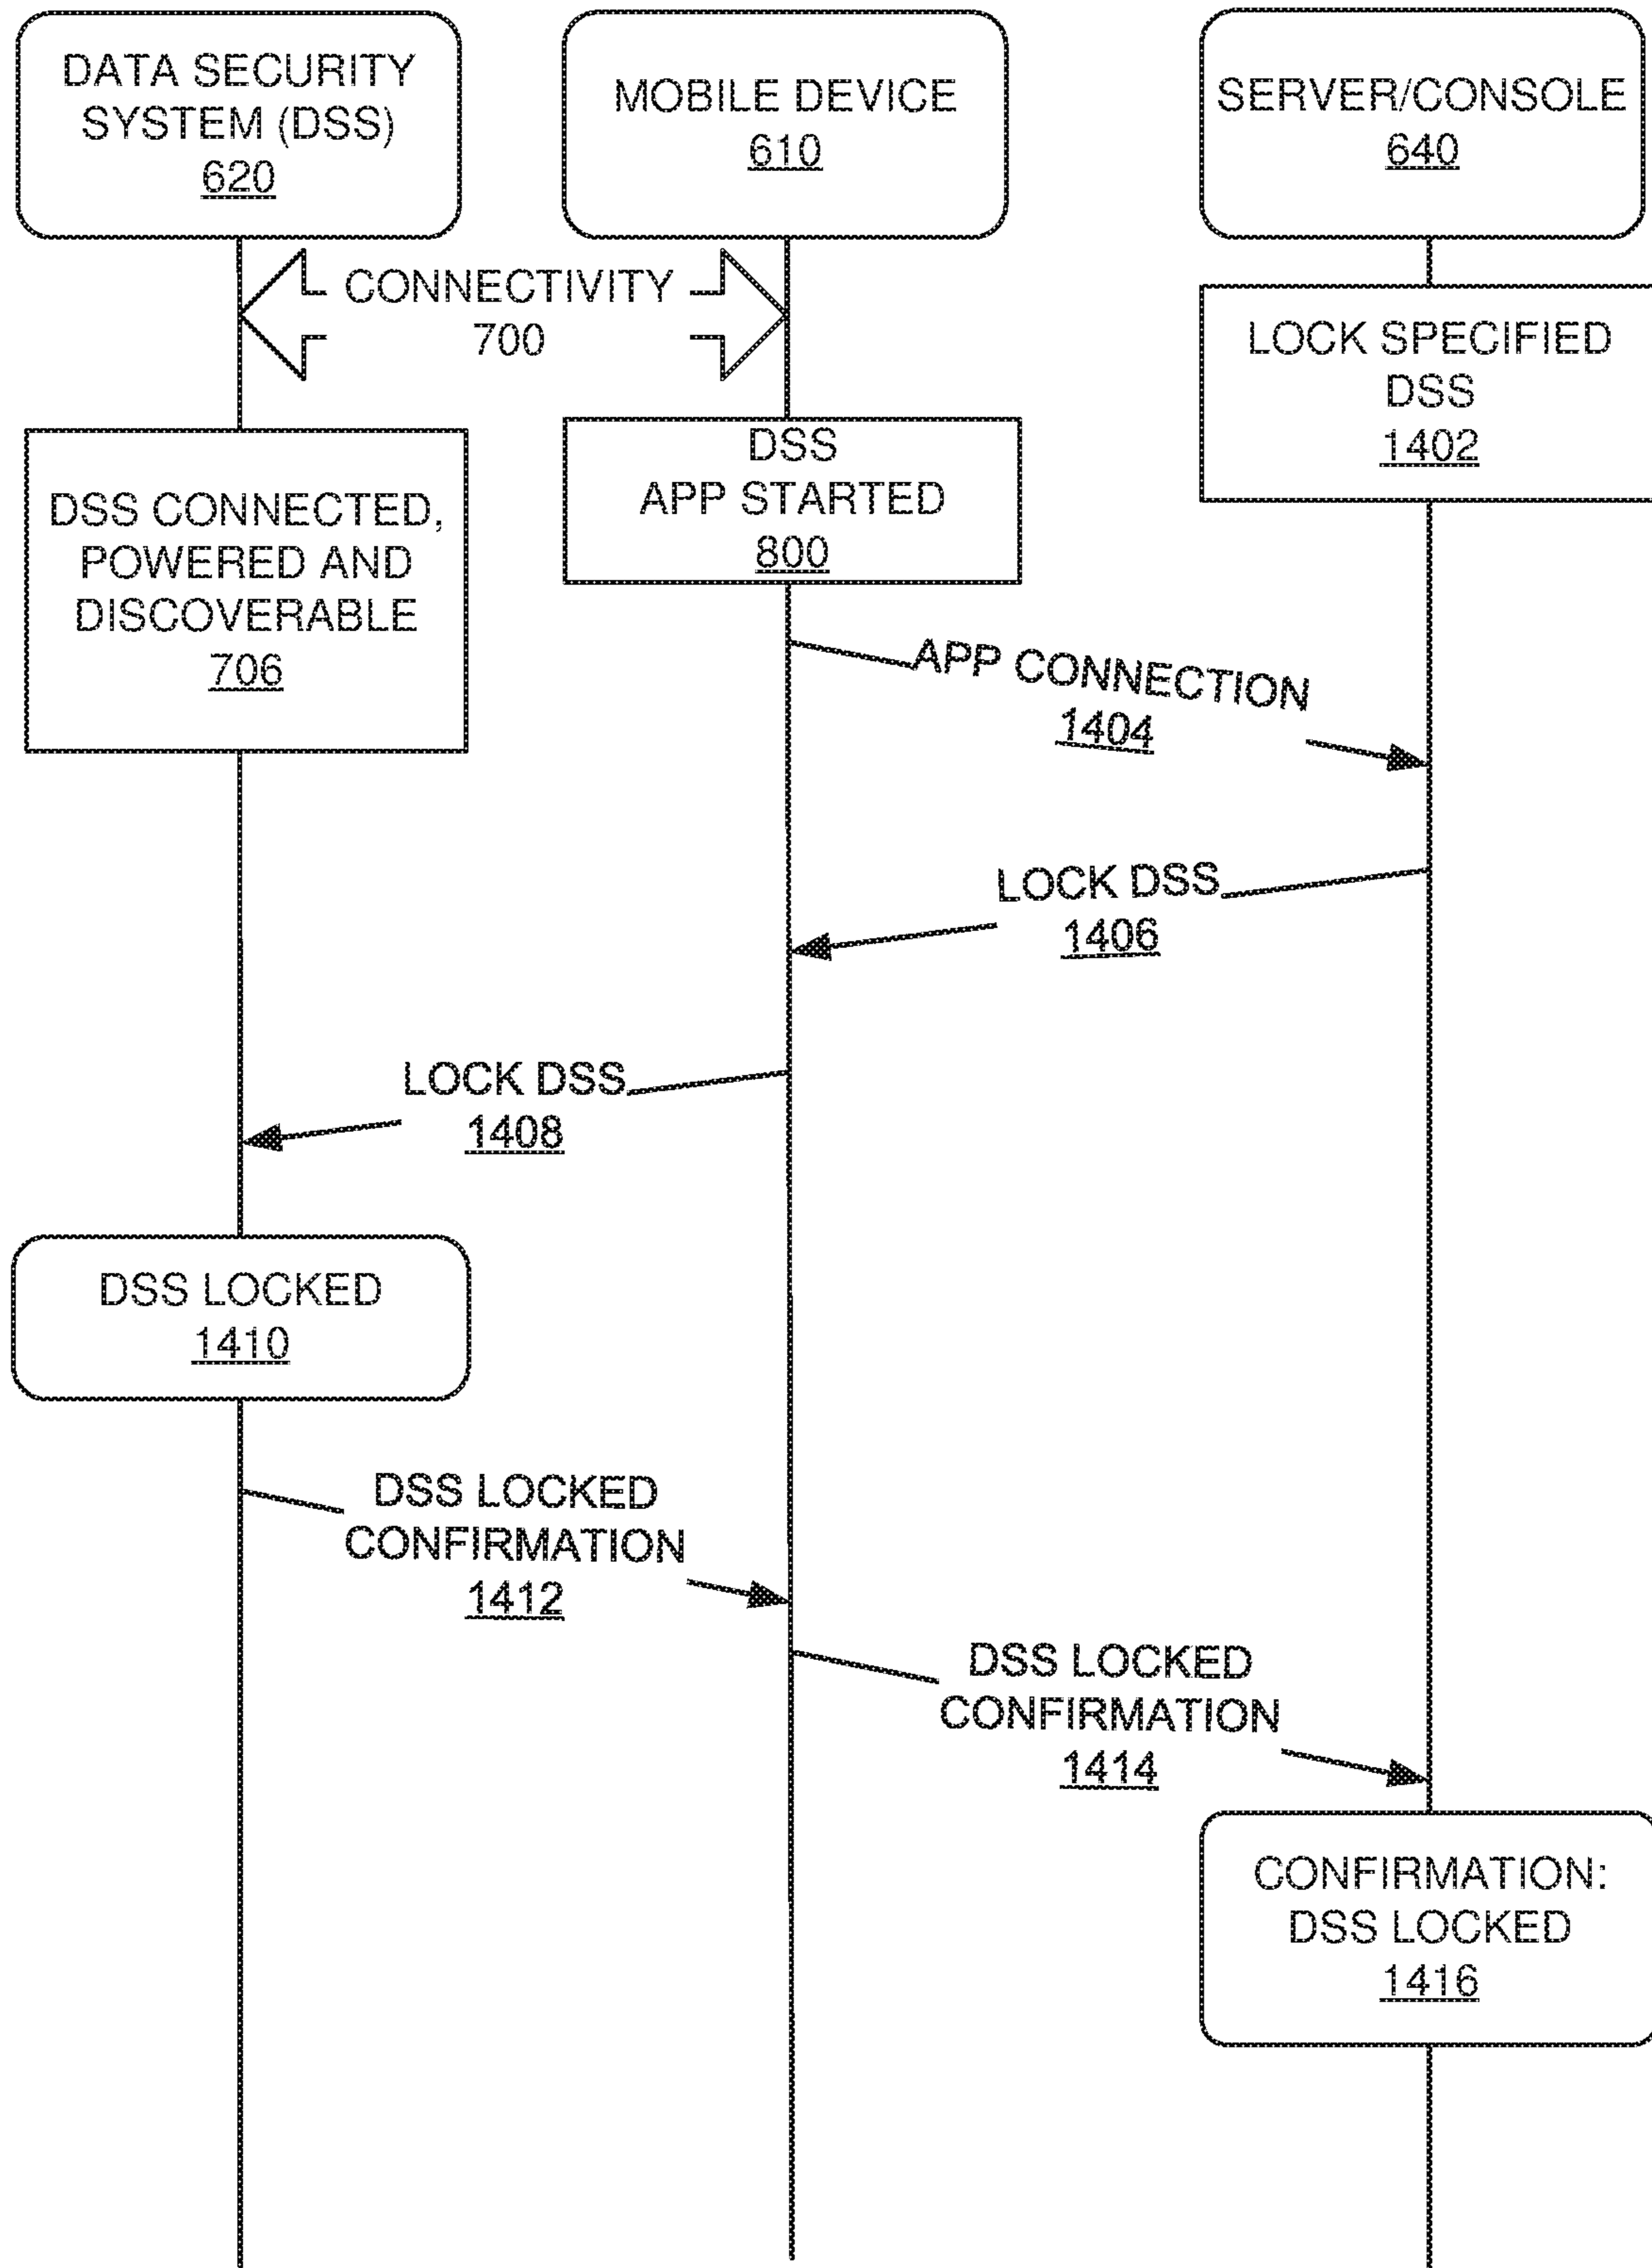 DATA SECURITY
SYSTEM (DSS)
620
MOBILE DEVICE
610
SERVER/CONSOLE
640
CONNECTIVITY
700
LOCK SPECIFIED
DSS
1402
DSS
APP STARTED
800
DSS CONNECTED,
POWERED AND
DISCOVERABLE
706
APP CONNECTION
1404
LOCK DSS
1406
LOCK DSS
1408
DSS LOCKED
1410
DSS LOCKED
CONFIRMATION
1412
DSS LOCKED
CONFIRMATION
1414
CONFIRMATION:
DSS LOCKED
1416